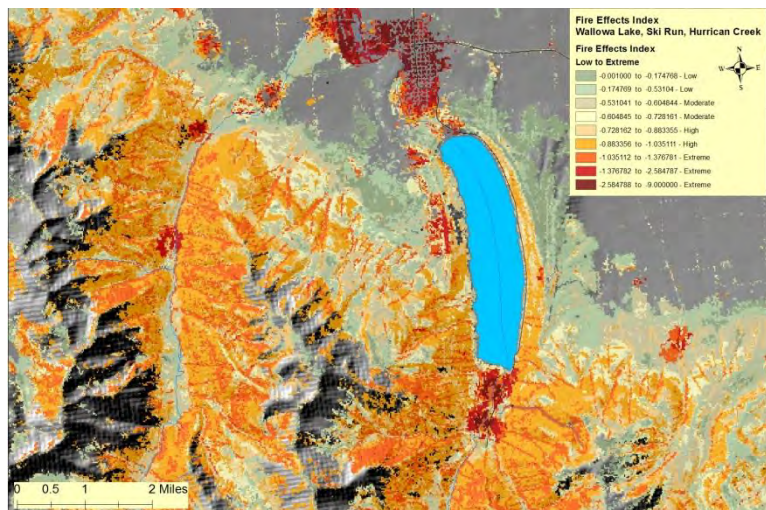 Fire Effects Index
Wallowa Lake, Ski Run, Hurrican Creek
Fire Effects Index
Low to Extreme
-0.001000 to -0.174768 - Low
-0.174769 to -0.53104 - Low
-0.531041 to -0.604844 - Moderate
-0.604845 to -0.728161 - Moderate
-0.728162 to -0.883355 - High
-0.883356 to -1.035111 - High
-1.035112 to -1.376781 - Extreme
-1.376782 to -2.584787 - Extreme
-2.584788 to -9.000000 - Extreme
N
W E
S
0 0.5 1 2 Miles